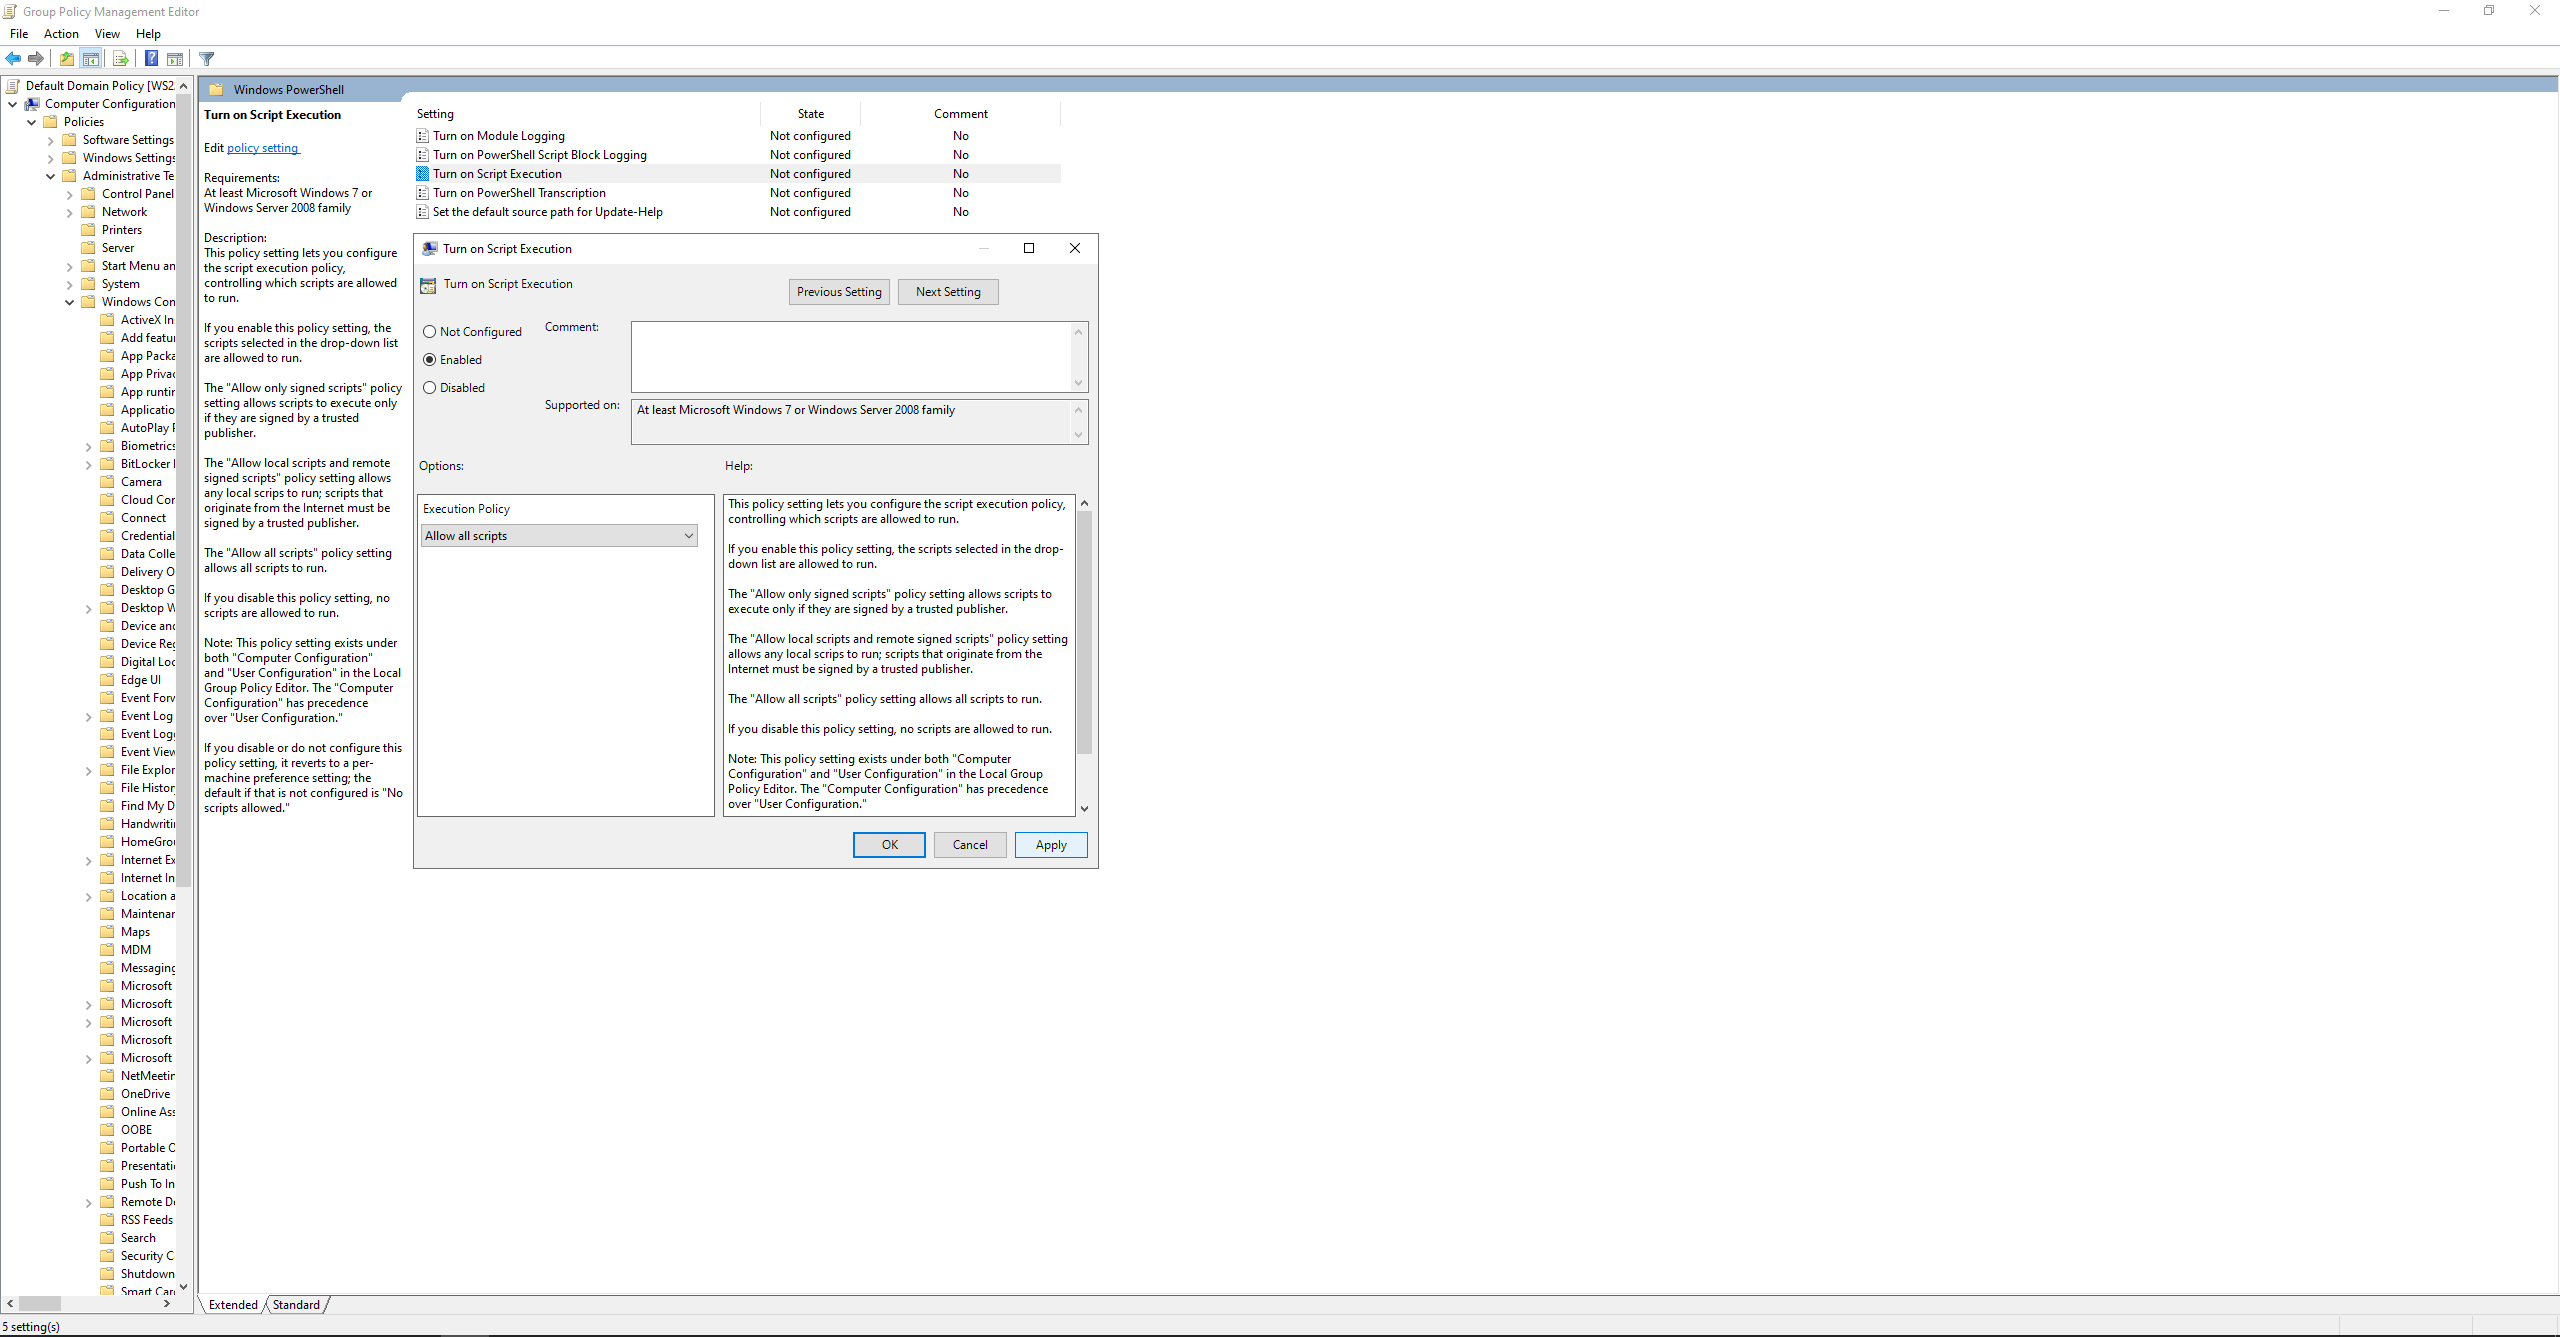 Group Policy Management Editor
File Action View Help
Default Domain Policy [WS2
Computer Configuration
Policies
Software Settings
Windows Settings
Administrative Te
Control Panel
Network
Printers
Server
Start Menu an
System
Windows Con
ActiveX In
Add featu
App Packa
App Privac
App runtin
Applicatio
AutoPlay P
Biometrics
BitLocker
Camera
Cloud Con
Connect
Credential
Data Colle
Delivery O
Desktop G
Desktop W
Device and
Device Reg
Digital Loc
Edge UI
Event Forw
Event Log
Event Logg
Event View
File Explor
File Histor
Find My D
Handwriti
HomeGrou
Internet Ex
Internet In
Location a
Maintenan
Maps
MDM
Messaging
Microsoft
Microsoft
Microsoft
Microsoft
Microsoft
NetMeetin
OneDrive
Online Ass
OOBE
Portable O
Presentati
Push To In
Remote De
RSS Feeds
Search
Security C
Shutdown
Smart Card
Windows PowerShell
Turn on Script Execution
Edit policy setting
Requirements:
At least Microsoft Windows 7 or
Windows Server 2008 family
Description:
This policy setting lets you configure
the script execution policy,
controlling which scripts are allowed
to run.
If you enable this policy setting, the
scripts selected in the drop-down list
are allowed to run.
The "Allow only signed scripts" policy
setting allows scripts to execute only
if they are signed by a trusted
publisher.
The "Allow local scripts and remote
signed scripts" policy setting allows
any local scrips to run; scripts that
originate from the Internet must be
signed by a trusted publisher.
The "Allow all scripts" policy setting
allows all scripts to run.
If you disable this policy setting, no
scripts are allowed to run.
Note: This policy setting exists under
both "Computer Configuration"
and "User Configuration" in the Local
Group Policy Editor. The "Computer
Configuration" has precedence
over "User Configuration."
If you disable or do not configure this
policy setting, it reverts to a per-
machine preference setting; the
default if that is not configured is "No
scripts allowed."
Setting State Comment
Turn on Module Logging Not configured No
Turn on PowerShell Script Block Logging Not configured No
Turn on Script Execution Not configured No
Turn on PowerShell Transcription Not configured No
Set the default source path for Update-Help Not configured No
Turn on Script Execution
Turn on Script Execution
Previous Setting Next Setting
Not Configured
Enabled
Disabled
Comment:
Supported on:
At least Microsoft Windows 7 or Windows Server 2008 family
Options:
Help:
Execution Policy
Allow all scripts
This policy setting lets you configure the script execution policy,
controlling which scripts are allowed to run.
If you enable this policy setting, the scripts selected in the drop-
down list are allowed to run.
The "Allow only signed scripts" policy setting allows scripts to
execute only if they are signed by a trusted publisher.
The "Allow local scripts and remote signed scripts" policy setting
allows any local scrips to run; scripts that originate from the
Internet must be signed by a trusted publisher.
The "Allow all scripts" policy setting allows all scripts to run.
If you disable this policy setting, no scripts are allowed to run.
Note: This policy setting exists under both "Computer
Configuration" and "User Configuration" in the Local Group
Policy Editor. The "Computer Configuration" has precedence
over "User Configuration."
OK Cancel Apply
Extended Standard
5 setting(s)